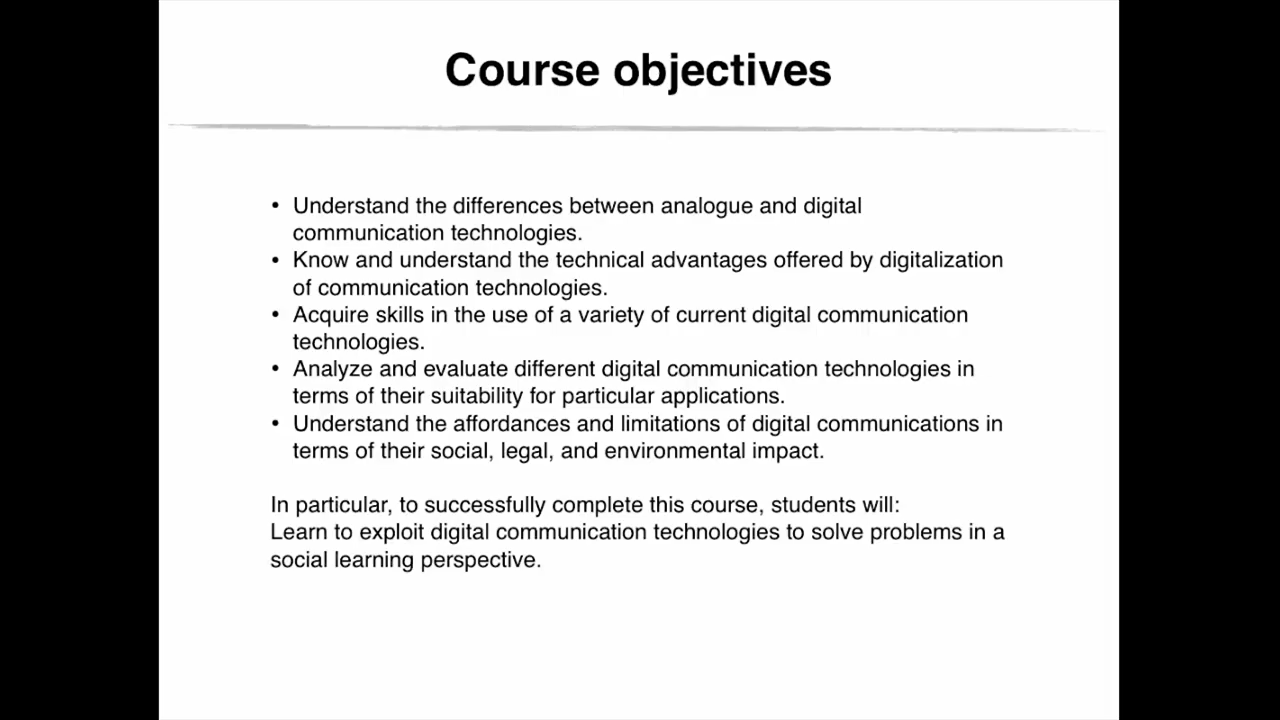 Course objectives
• Understand the differences between analogue and digital
communication technologies.
• Know and understand the technical advantages offered by digitalization
of communication technologies.
• Acquire skills in the use of a variety of current digital communication
technologies.
• Analyze and evaluate different digital communication technologies in
terms of their suitability for particular applications.
• Understand the affordances and limitations of digital communications in
terms of their social, legal, and environmental impact.
In particular, to successfully complete this course, students will:
Learn to exploit digital communication technologies to solve problems in a
social learning perspective.